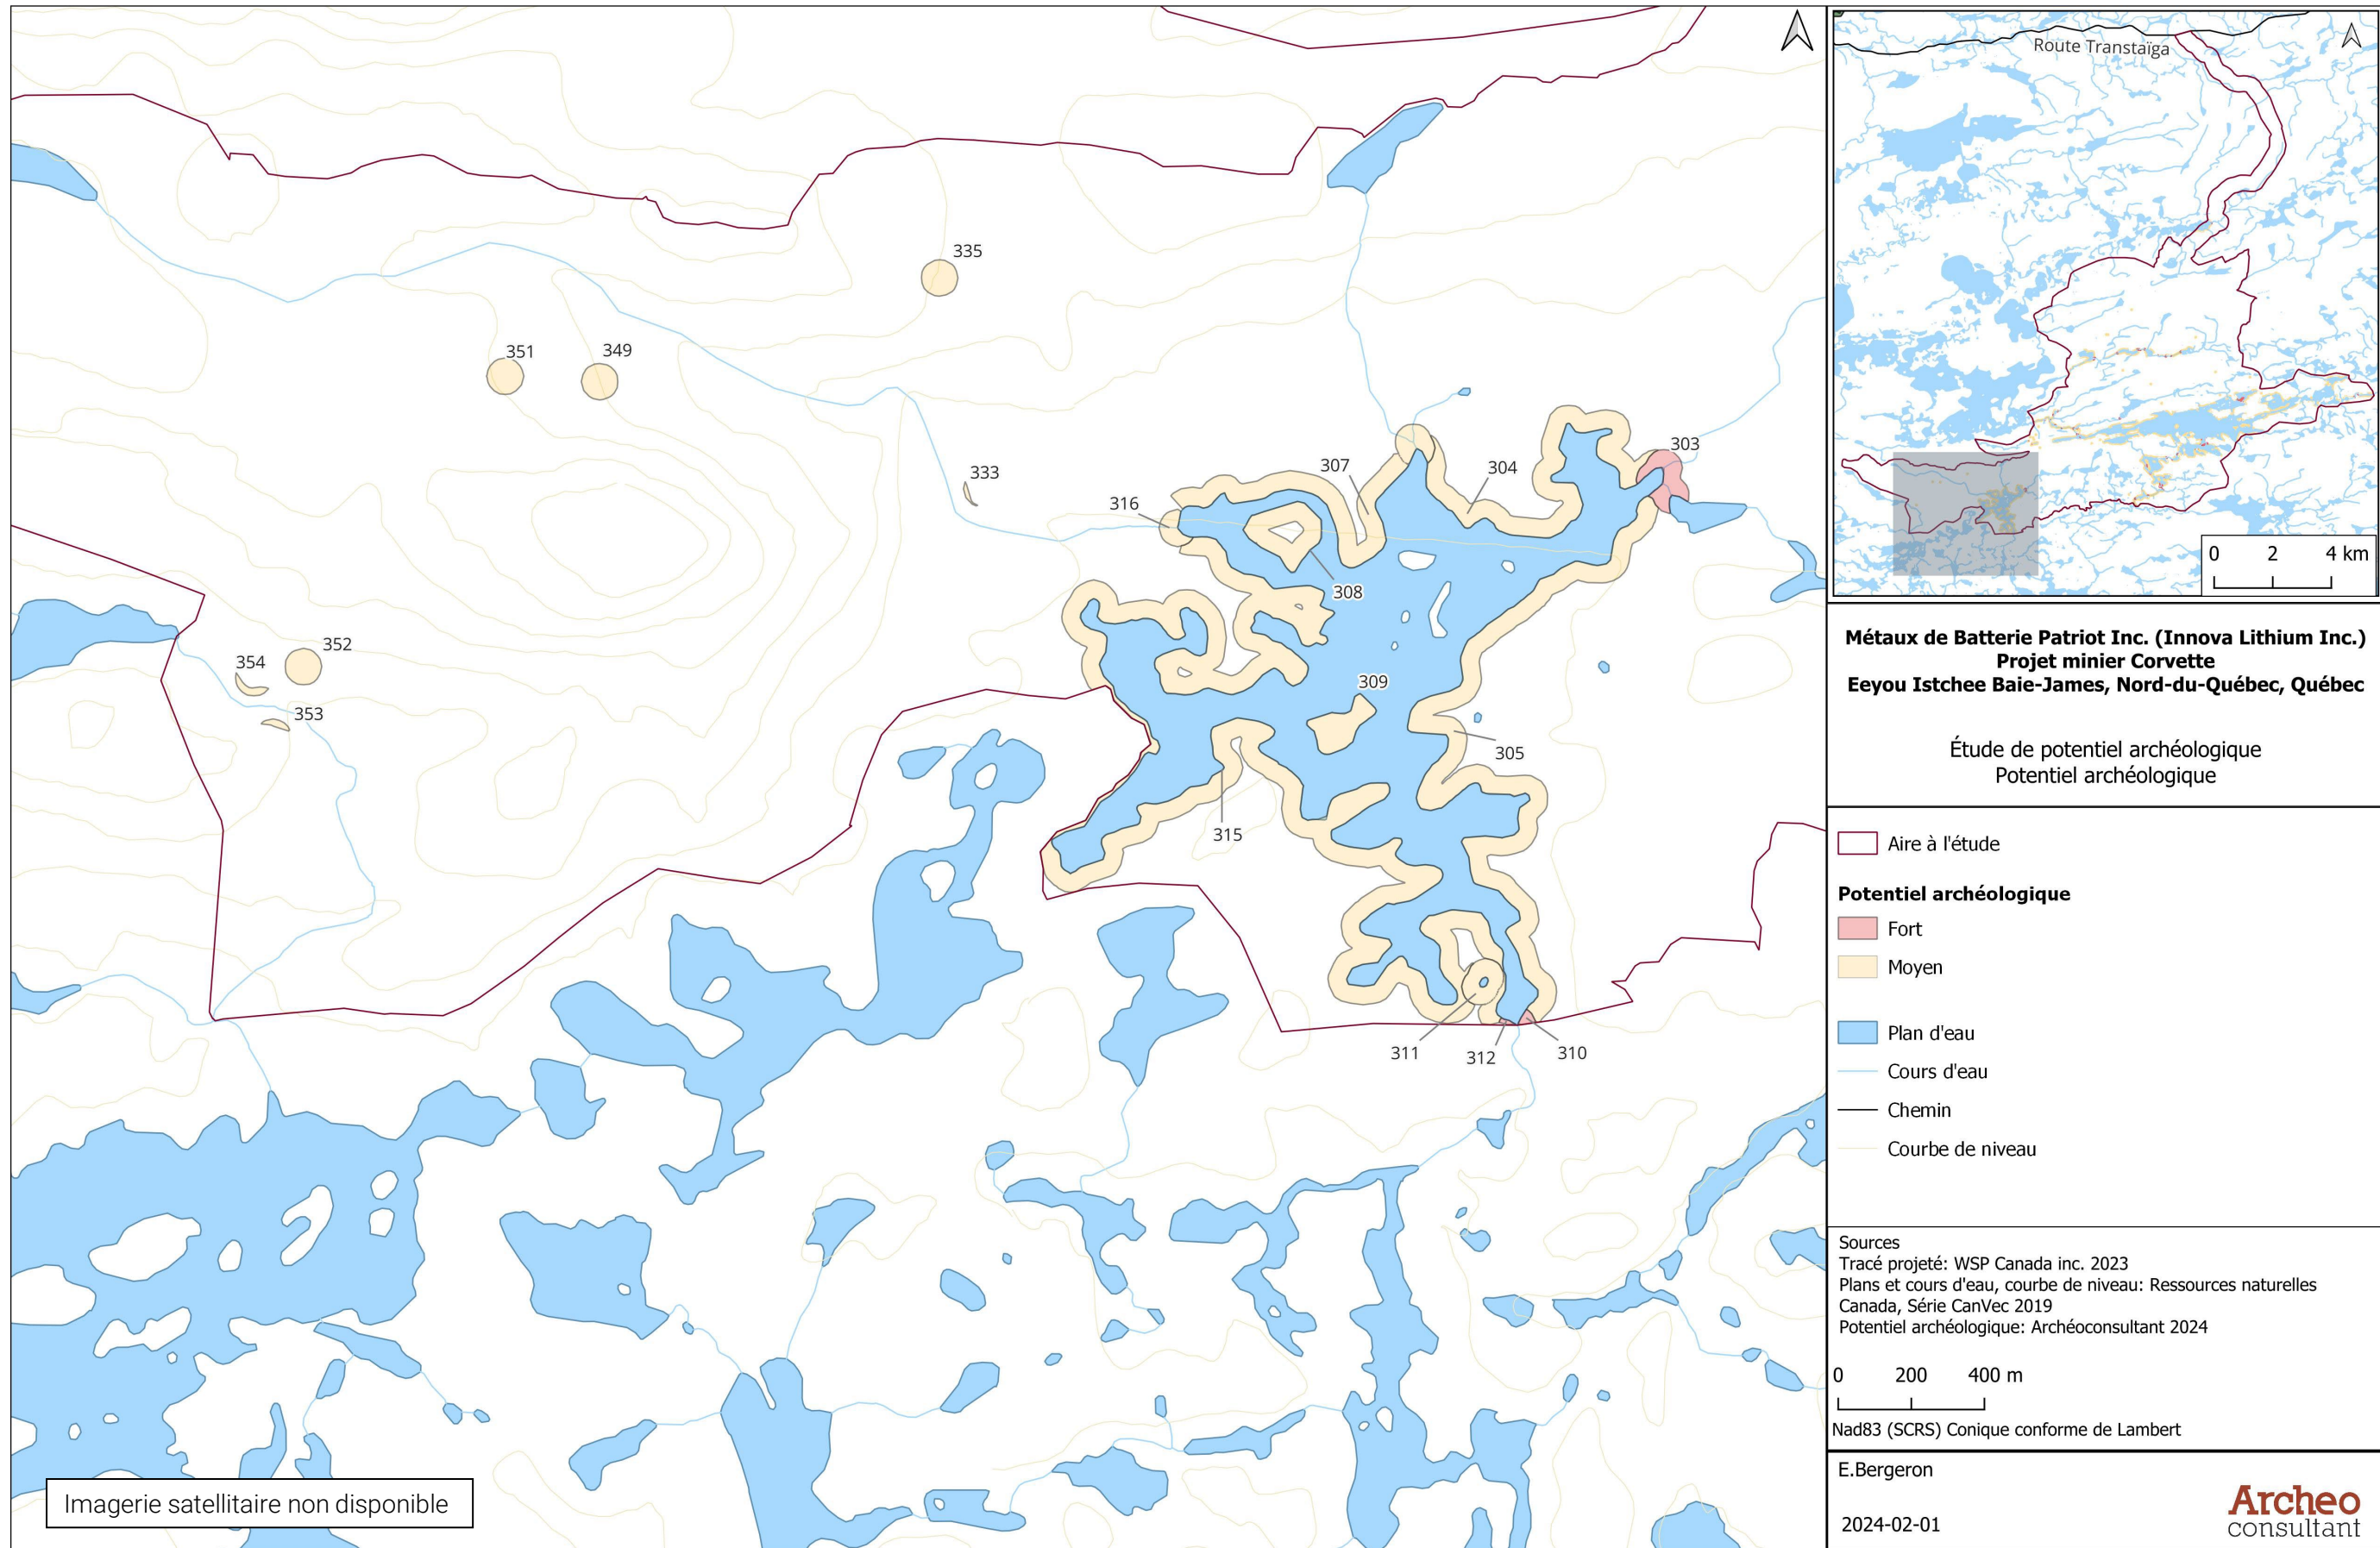 335
351
349
333
303
304
307
316
308
352
354
353
309
305
315
311
312
310
Imagerie satellitaire non disponible
Route Transtaïga
0 2 4 km
Métaux de Batterie Patriot Inc. (Innova Lithium Inc.)
Projet minier Corvette
Eeyou Istchee Baie-James, Nord-du-Québec, Québec
Étude de potentiel archéologique
Potentiel archéologique
Aire à l'étude
Potentiel archéologique
Fort
Moyen
Plan d'eau
Cours d'eau
Chemin
Courbe de niveau
Sources
Tracé projeté: WSP Canada inc. 2023
Plans et cours d'eau, courbe de niveau: Ressources naturelles
Canada, Série CanVec 2019
Potentiel archéologique: Archéoconsultant 2024
0 200 400 m
Nad83 (SCRS) Conique conforme de Lambert
E.Bergeron
2024-02-01
Archeo
consultant